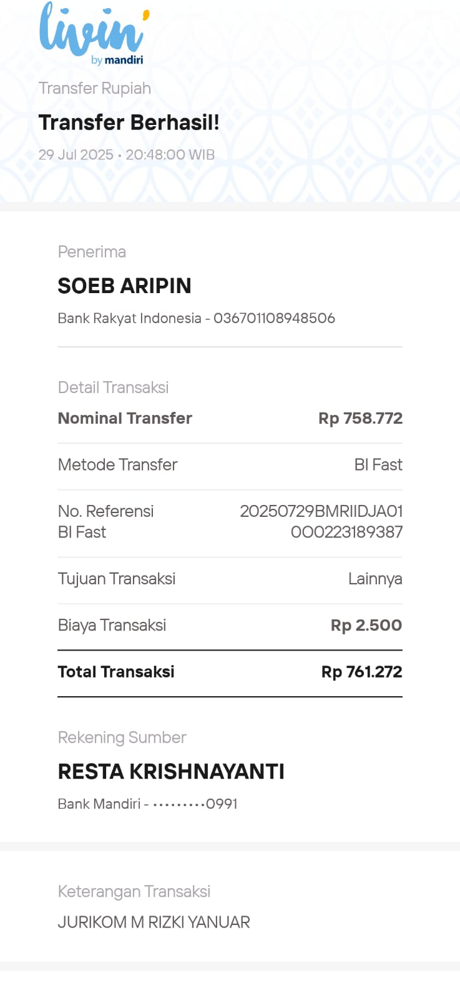 livin'
by mandiri
Transfer Rupiah
Transfer Berhasil!
29 Jul 2025 • 20:48:00 WIB
Penerima
SOEB ARIPIN
Bank Rakyat Indonesia - 036701108948506
Detail Transaksi
Nominal Transfer Rp 758.772
Metode Transfer BI Fast
No. Referensi 20250729BMRIIDJA01
BI Fast 0O0223189387
Tujuan Transaksi Lainnya
Biaya Transaksi Rp 2.500
Total Transaksi Rp 761.272
Rekening Sumber
RESTA KRISHNAYANTI
Bank Mandiri - •••••••••0991
Keterangan Transaksi
JURIKOM M RIZKI YANUAR